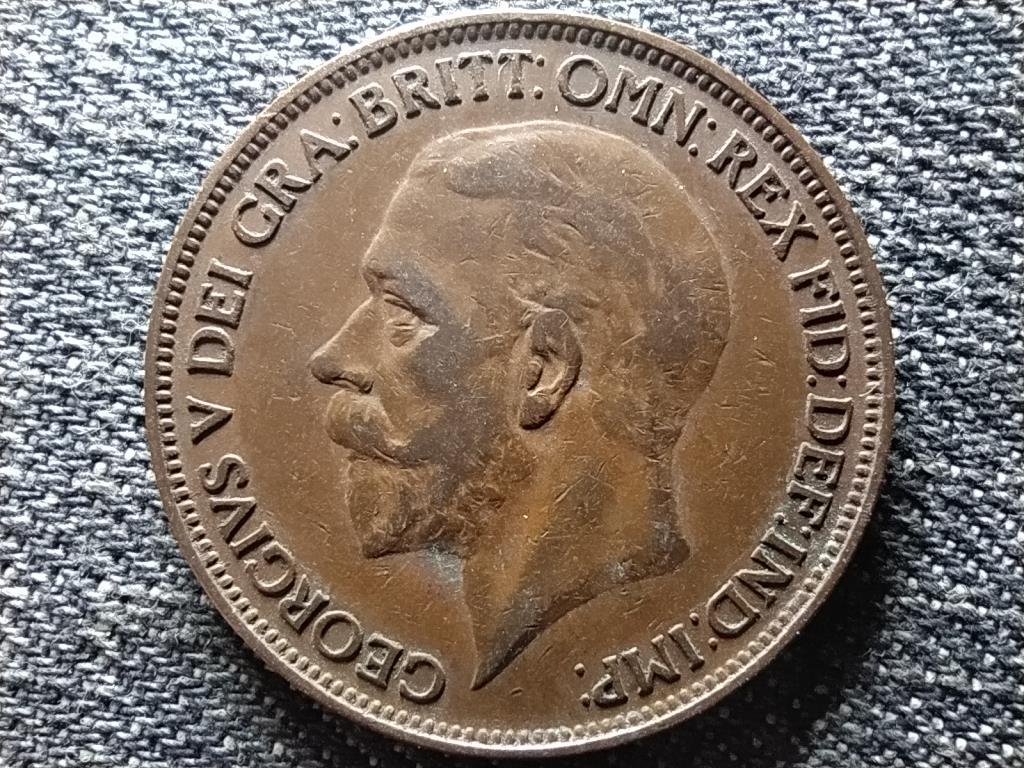 GEORGIVS V DEI GRA: BRITT: OMN: REX FID: DEF: IND: IMP: